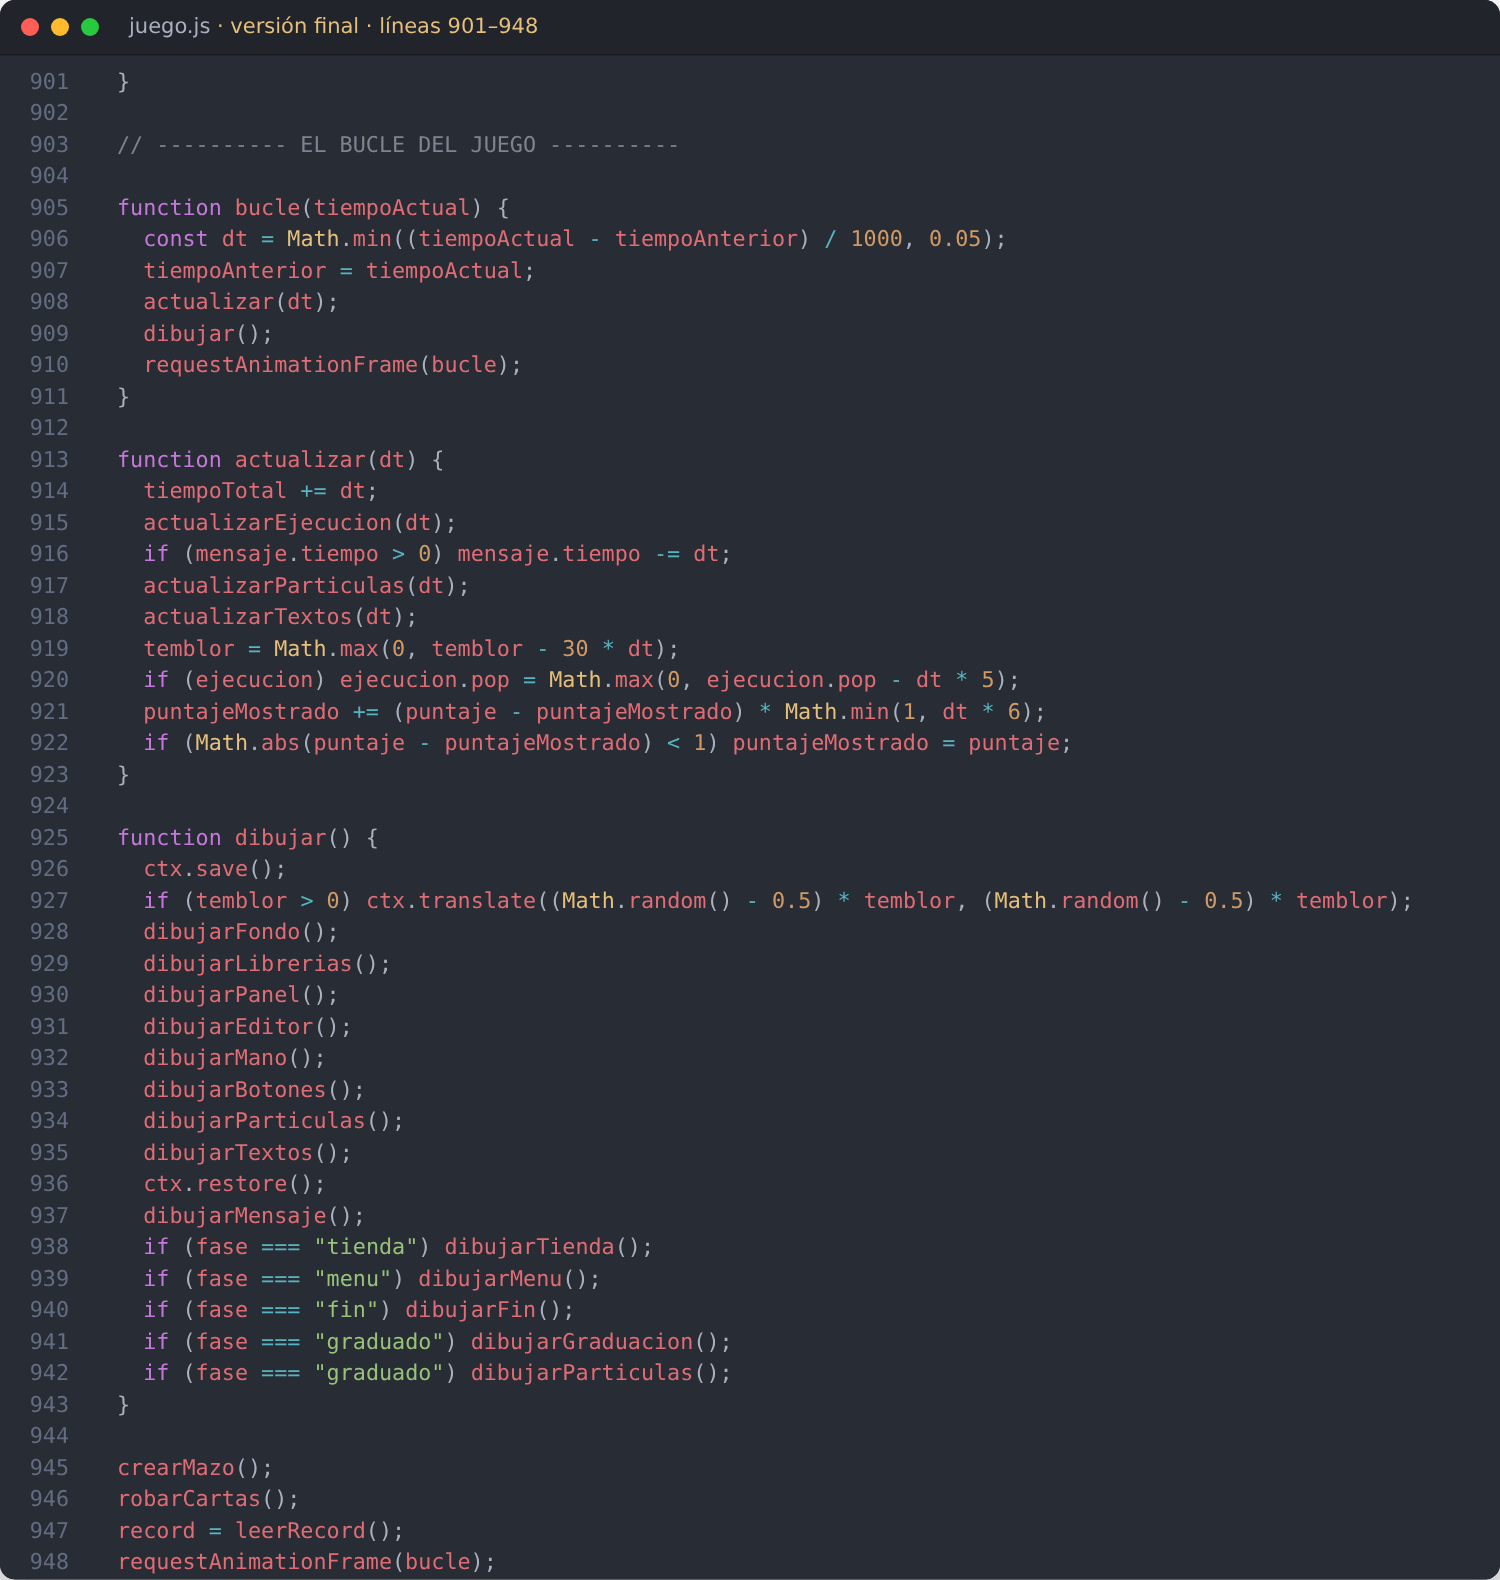 juego.js · versión final · líneas 901–948
901 }
902
903 // ---------- EL BUCLE DEL JUEGO ----------
904
905 function bucle(tiempoActual) {
906   const dt = Math.min((tiempoActual - tiempoAnterior) / 1000, 0.05);
907   tiempoAnterior = tiempoActual;
908   actualizar(dt);
909   dibujar();
910   requestAnimationFrame(bucle);
911 }
912
913 function actualizar(dt) {
914   tiempoTotal += dt;
915   actualizarEjecucion(dt);
916   if (mensaje.tiempo > 0) mensaje.tiempo -= dt;
917   actualizarParticulas(dt);
918   actualizarTextos(dt);
919   temblor = Math.max(0, temblor - 30 * dt);
920   if (ejecucion) ejecucion.pop = Math.max(0, ejecucion.pop - dt * 5);
921   puntajeMostrado += (puntaje - puntajeMostrado) * Math.min(1, dt * 6);
922   if (Math.abs(puntaje - puntajeMostrado) < 1) puntajeMostrado = puntaje;
923 }
924
925 function dibujar() {
926   ctx.save();
927   if (temblor > 0) ctx.translate((Math.random() - 0.5) * temblor, (Math.random() - 0.5) * temblor);
928   dibujarFondo();
929   dibujarLibrerias();
930   dibujarPanel();
931   dibujarEditor();
932   dibujarMano();
933   dibujarBotones();
934   dibujarParticulas();
935   dibujarTextos();
936   ctx.restore();
937   dibujarMensaje();
938   if (fase === "tienda") dibujarTienda();
939   if (fase === "menu") dibujarMenu();
940   if (fase === "fin") dibujarFin();
941   if (fase === "graduado") dibujarGraduacion();
942   if (fase === "graduado") dibujarParticulas();
943 }
944
945 crearMazo();
946 robarCartas();
947 record = leerRecord();
948 requestAnimationFrame(bucle);